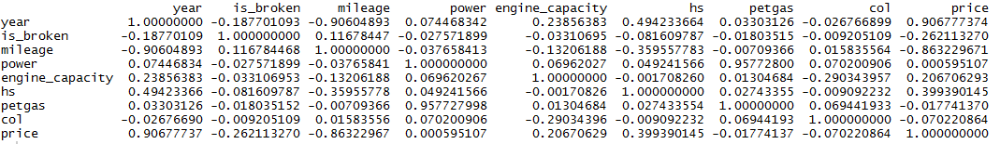 year is_broken mileage power engine_capacity hs petgas col price
year 1.00000000 -0.187701093 -0.90604893 0.074468342 0.23856383 0.494233664 0.03303126 -0.026766899 0.906777374
is_broken -0.18770109 1.000000000 0.11678447 -0.027571899 -0.03310695 -0.081609787 -0.01803515 -0.009205109 -0.262113270
mileage -0.90604893 0.116784468 1.00000000 -0.037658413 -0.13206188 -0.359557783 -0.00709366 0.015835564 -0.863229671
power 0.07446834 -0.027571899 -0.03765841 1.000000000 0.06962027 0.049241566 0.95772800 0.070200906 0.000595107
engine_capacity 0.23856383 -0.033106953 -0.13206188 0.069620267 1.00000000 -0.001708260 0.01304684 -0.290343957 0.206706293
hs 0.49423366 -0.081609787 -0.35955778 0.049241566 -0.00170826 1.000000000 0.02743355 -0.009092232 0.399390145
petgas 0.03303126 -0.018035152 -0.00709366 0.957727998 0.01304684 0.027433554 1.00000000 0.069441933 -0.017741370
col -0.02676690 -0.009205109 0.01583556 0.070200906 -0.29034396 -0.009092232 0.06944193 1.000000000 -0.070220864
price 0.90677737 -0.262113270 -0.86322967 0.000595107 0.20670629 0.399390145 -0.01774137 -0.070220864 1.000000000